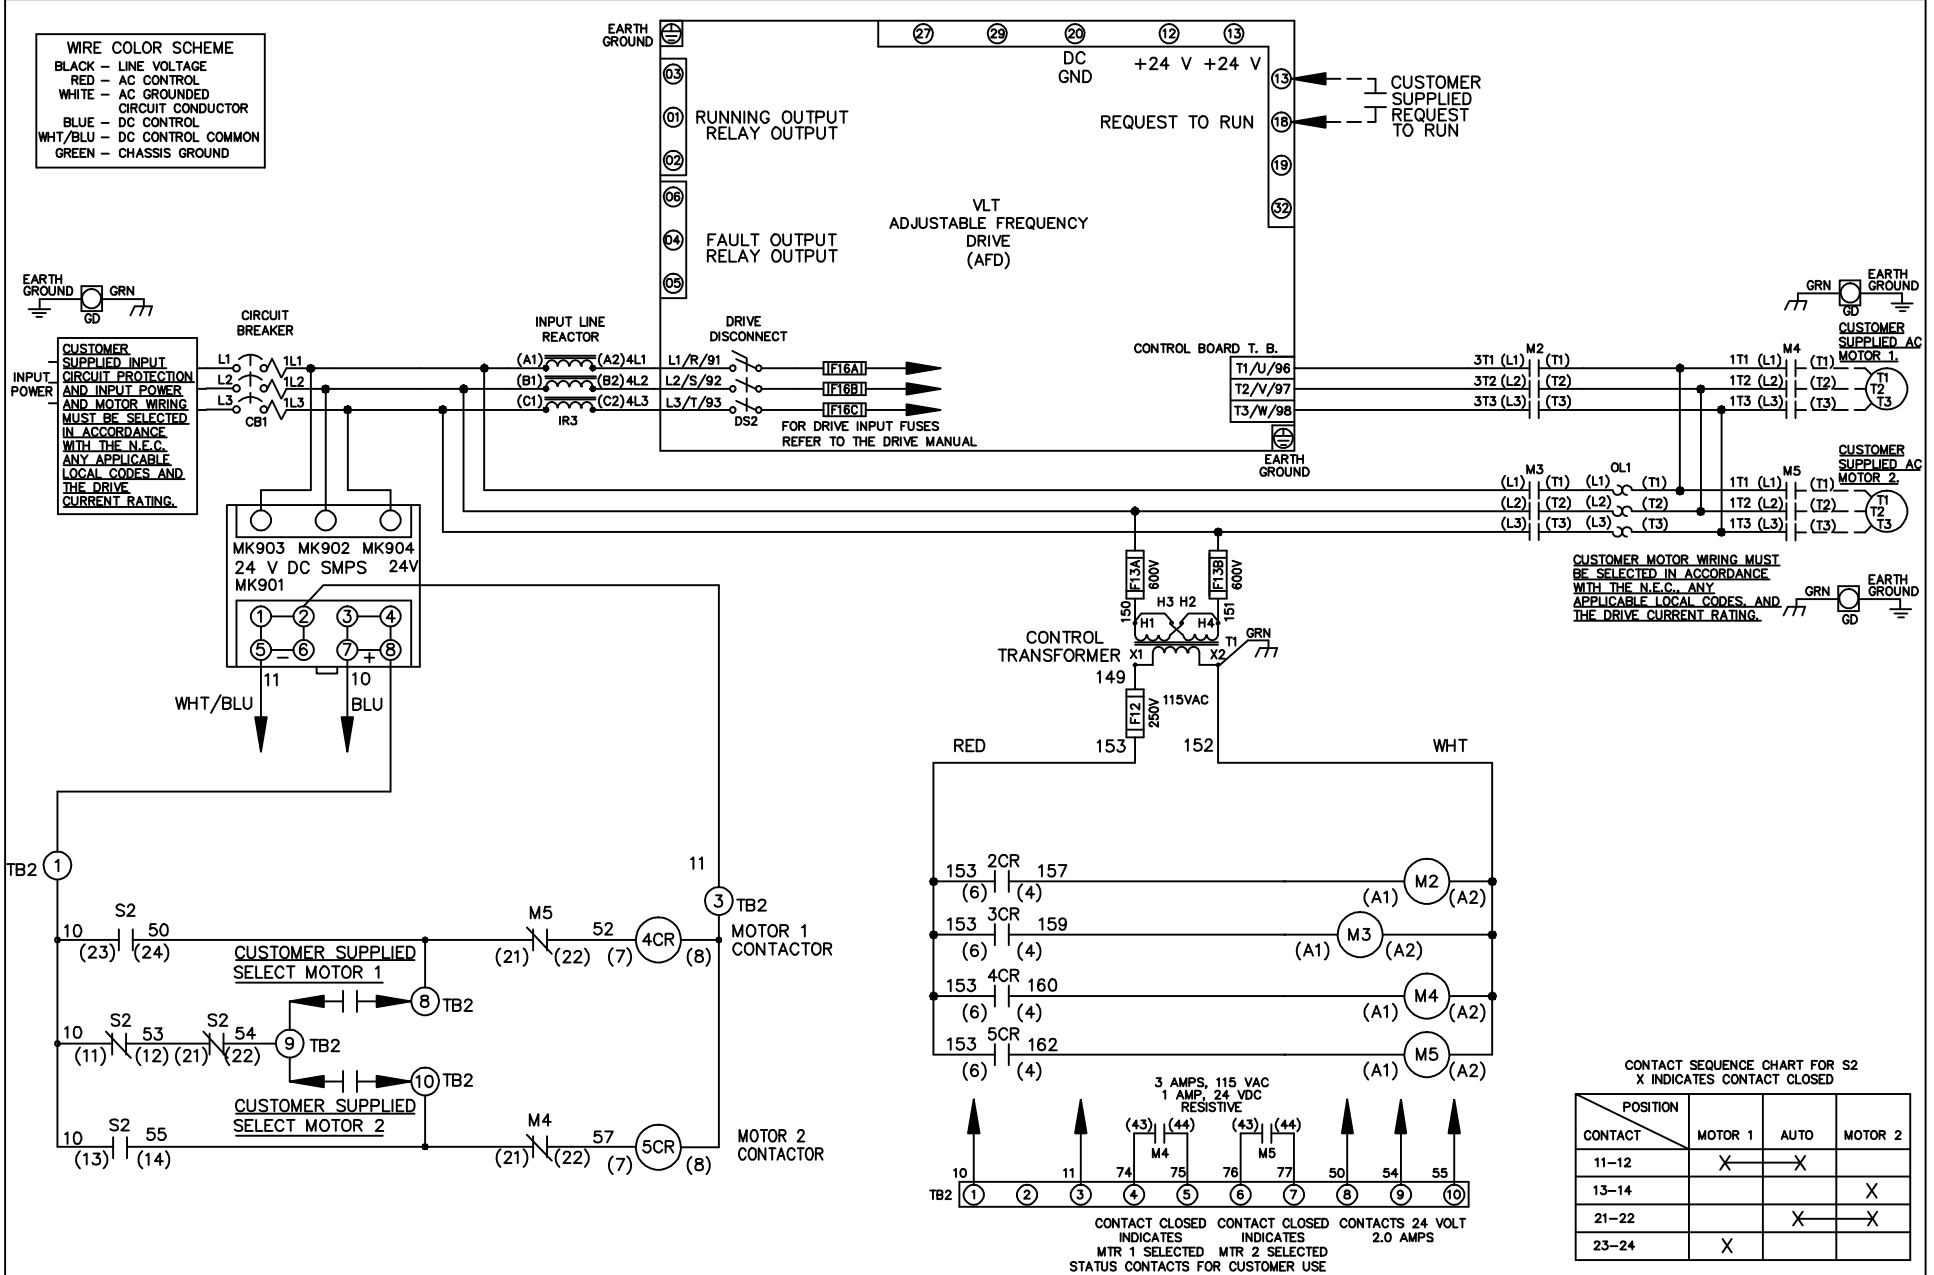 WIRE COLOR SCHEME
BLACK – LINE VOLTAGE
RED – AC CONTROL
WHITE – AC GROUNDED
CIRCUIT CONDUCTOR
BLUE – DC CONTROL
WHT/BLU – DC CONTROL COMMON
GREEN – CHASSIS GROUND
EARTH
GROUND
27 29 20 12 13
DC
GND
+24 V +24 V
03
01
02
RUNNING OUTPUT
RELAY OUTPUT
06
04
05
FAULT OUTPUT
RELAY OUTPUT
13
REQUEST TO RUN 18
19
32
CUSTOMER
SUPPLIED
REQUEST
TO RUN
VLT
ADJUSTABLE FREQUENCY
DRIVE
(AFD)
EARTH
GROUND
GRN
GD
INPUT
POWER
CUSTOMER
SUPPLIED INPUT
CIRCUIT PROTECTION
AND INPUT POWER
AND MOTOR WIRING
MUST BE SELECTED
IN ACCORDANCE
WITH THE N.E.C.
ANY APPLICABLE
LOCAL CODES AND
THE DRIVE
CURRENT RATING.
CIRCUIT
BREAKER
L1 1L1
L2 1L2
L3 1L3
CB1
INPUT LINE
REACTOR
(A1) (A2) 4L1
(B1) (B2) 4L2
(C1) (C2) 4L3
IR3
DRIVE
DISCONNECT
L1/R/91
L2/S/92
L3/T/93
DS2
F16A
F16B
F16C
FOR DRIVE INPUT FUSES
REFER TO THE DRIVE MANUAL
CONTROL BOARD T. B.
T1/U/96
T2/V/97
T3/W/98
EARTH
GROUND
M2
3T1 (L1) (T1)
3T2 (L2) (T2)
3T3 (L3) (T3)
M4
1T1 (L1) (T1)
1T2 (L2) (T2)
1T3 (L3) (T3)
GRN
EARTH
GROUND
GD
CUSTOMER
SUPPLIED AC
MOTOR 1.
T1
T2
T3
M3 OL1
(L1) (T1) (L1) (T1)
(L2) (T2) (L2) (T2)
(L3) (T3) (L3) (T3)
M5
1T1 (L1) (T1)
1T2 (L2) (T2)
1T3 (L3) (T3)
CUSTOMER
SUPPLIED AC
MOTOR 2.
T1
T2
T3
CUSTOMER MOTOR WIRING MUST
BE SELECTED IN ACCORDANCE
WITH THE N.E.C., ANY
APPLICABLE LOCAL CODES, AND
THE DRIVE CURRENT RATING.
GRN
EARTH
GROUND
GD
MK903 MK902 MK904
24 V DC SMPS 24V
MK901
1 2 3 4
5 – 6 7 + 8
11 10
WHT/BLU BLU
F13A
600V
F13B
600V
150
151
H3 H2
H1 H4
CONTROL
TRANSFORMER
X1 X2
T1
GRN
149
F12
250V
115VAC
RED 153 152 WHT
TB2 1
11
3 TB2
S2
10 50
(23) (24)
M5
(21) (22)
52
(7) 4CR (8)
MOTOR 1
CONTACTOR
CUSTOMER SUPPLIED
SELECT MOTOR 1
8 TB2
S2 S2
10 53 54
(11) (12) (21) (22)
9 TB2
10 TB2
CUSTOMER SUPPLIED
SELECT MOTOR 2
S2
10 55
(13) (14)
M4
(21) (22)
57
(7) 5CR (8)
MOTOR 2
CONTACTOR
2CR
153 157
(6) (4)
(A1) M2 (A2)
3CR
153 159
(6) (4)
(A1) M3 (A2)
4CR
153 160
(6) (4)
(A1) M4 (A2)
5CR
153 162
(6) (4)
(A1) M5 (A2)
3 AMPS, 115 VAC
1 AMP, 24 VDC
RESISTIVE
(43) (44) (43) (44)
M4 M5
10 11 74 75 76 77 50 54 55
TB2 1 2 3 4 5 6 7 8 9 10
CONTACT CLOSED
INDICATES
MTR 1 SELECTED
CONTACT CLOSED
INDICATES
MTR 2 SELECTED
STATUS CONTACTS FOR CUSTOMER USE
CONTACTS 24 VOLT
2.0 AMPS
CONTACT SEQUENCE CHART FOR S2
X INDICATES CONTACT CLOSED
POSITION
CONTACT MOTOR 1 AUTO MOTOR 2
11–12 X X
13–14 X
21–22 X X
23–24 X